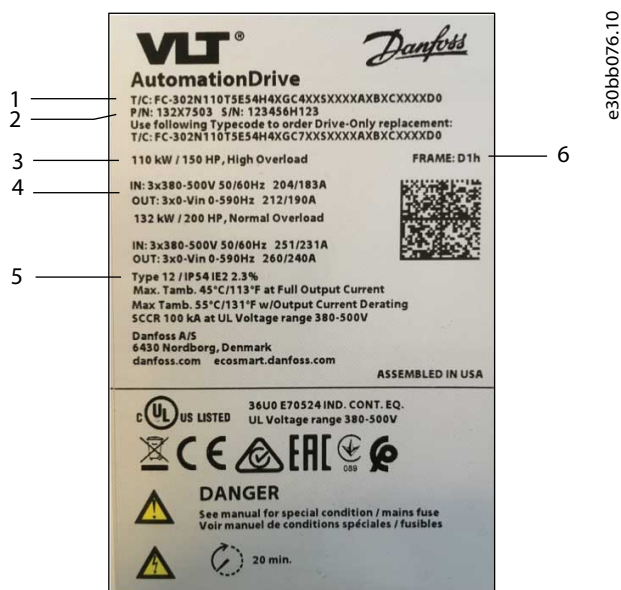 VLT® Danfoss
AutomationDrive
1 T/C: FC-302N110T5E54H4XGC4XXSXXXXAXBXCXXXXD0
2 P/N: 132X7503 S/N: 123456H123
Use following Typecode to order Drive-Only replacement:
T/C: FC-302N110T5E54H4XGC7XXSXXXXAXBXCXXXXD0
3 110 kW / 150 HP, High Overload FRAME: D1h 6
4 IN: 3x380-500V 50/60Hz 204/183A
OUT: 3x0-Vin 0-590Hz 212/190A
132 kW / 200 HP, Normal Overload
IN: 3x380-500V 50/60Hz 251/231A
OUT: 3x0-Vin 0-590Hz 260/240A
5 Type 12 / IP54 IE2 2.3%
Max. Tamb. 45°C/113°F at Full Output Current
Max Tamb. 55°C/131°F w/Output Current Derating
SCCR 100 kA at UL Voltage range 380-500V
Danfoss A/S
6430 Nordborg, Denmark
danfoss.com ecosmart.danfoss.com
ASSEMBLED IN USA
c UL US LISTED 36U0 E70524 IND. CONT. EQ.
UL Voltage range 380-500V
CE EAC 089
DANGER
See manual for special condition / mains fuse
Voir manuel de conditions spéciales / fusibles
20 min.
e30bb076.10